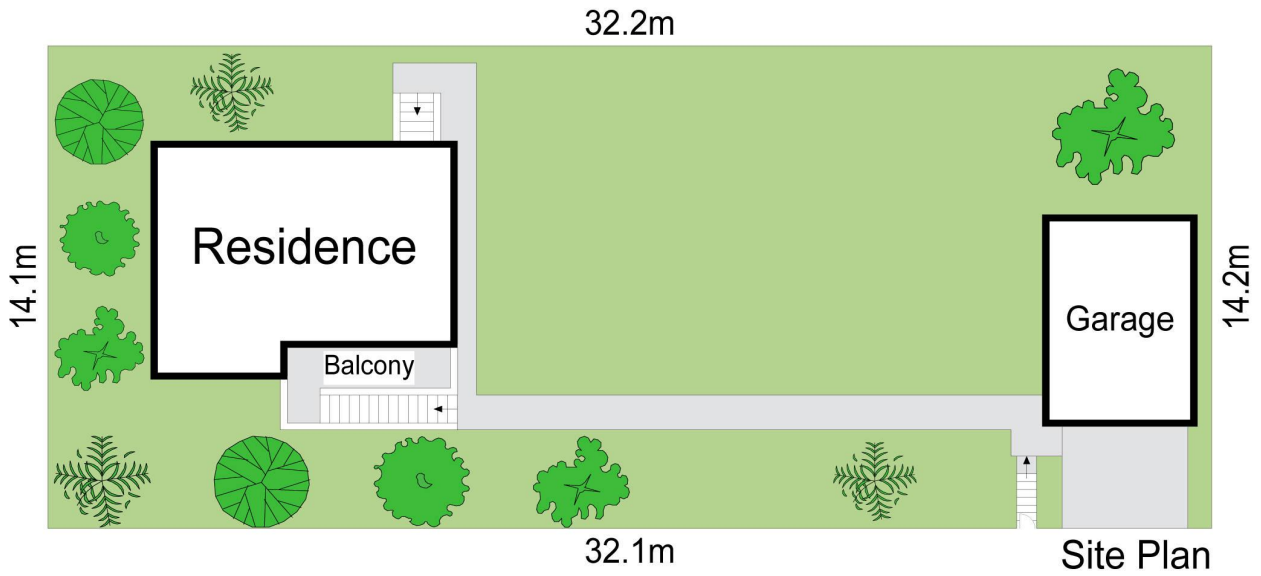 32.2m
Residence
14.1m
14.2m
Garage
Balcony
32.1m
Site Plan